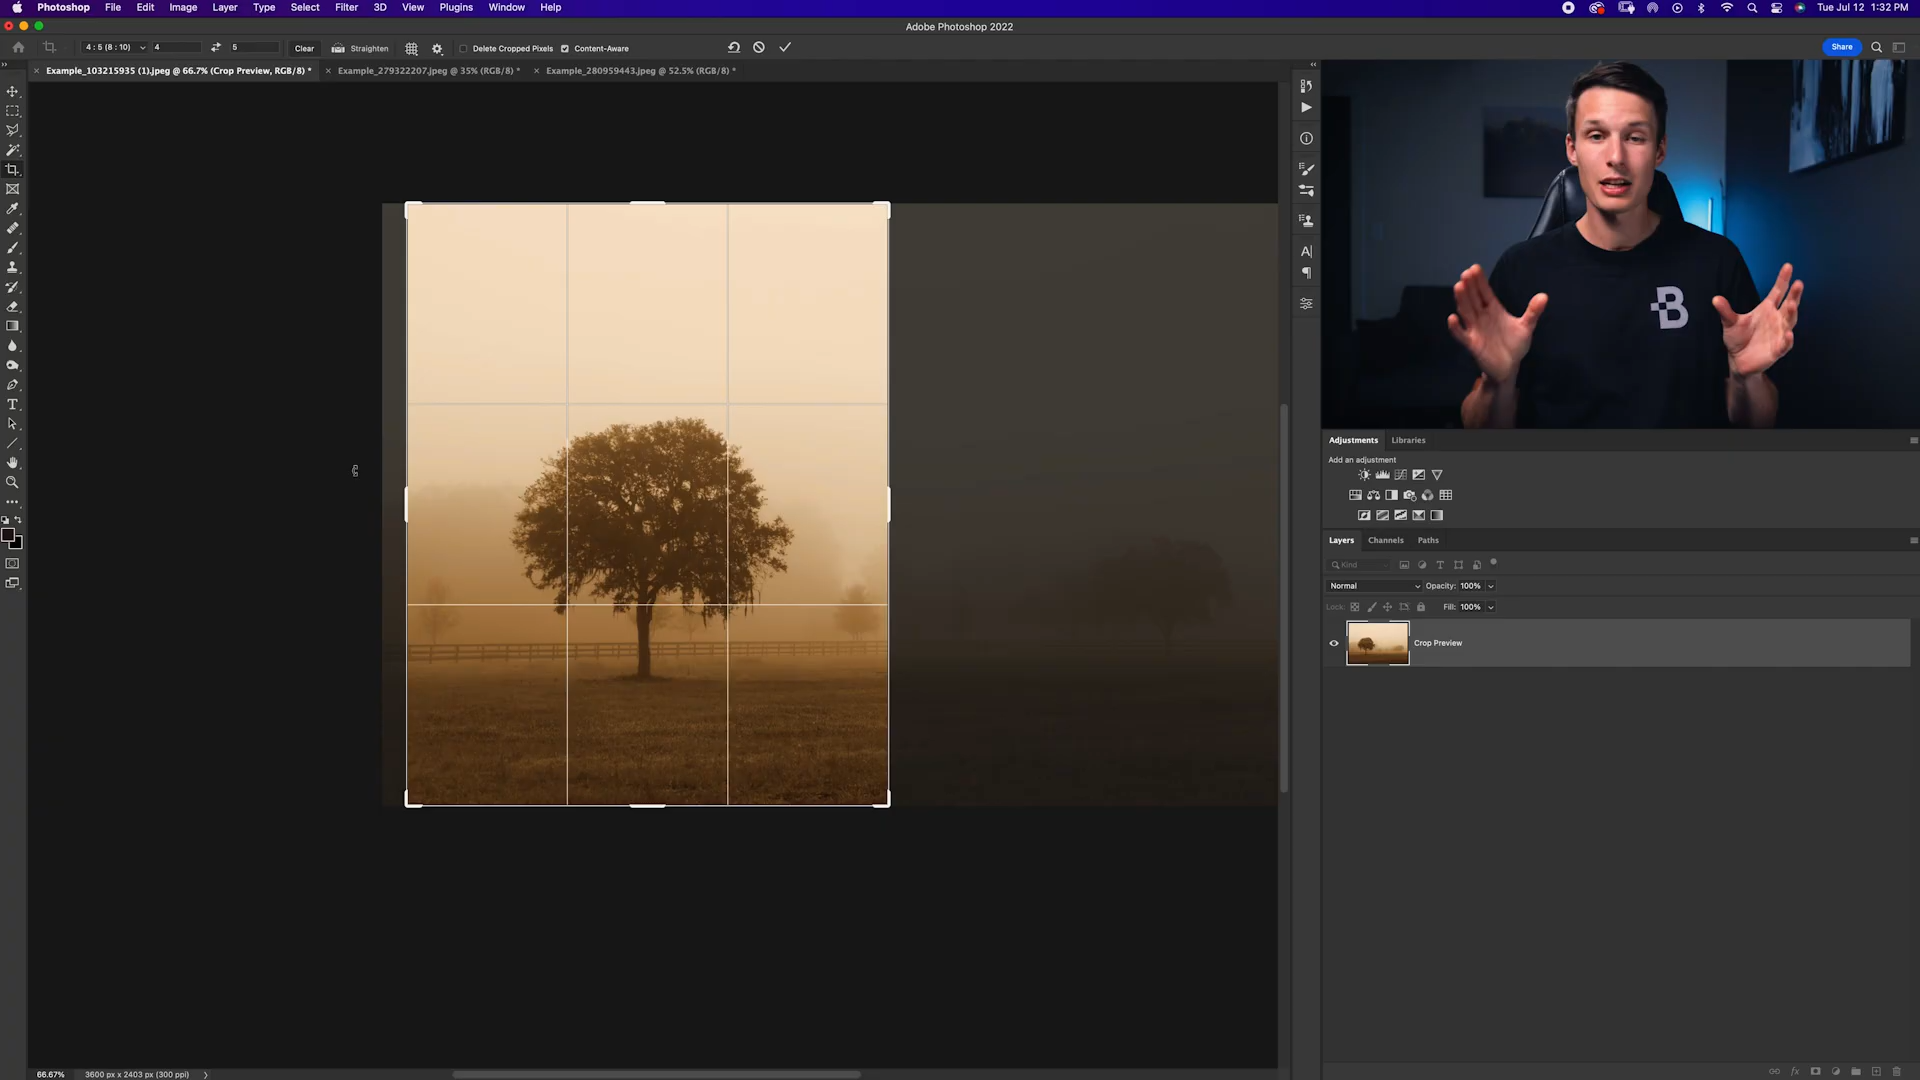 Photoshop File Edit Image Layer Type Select Filter 3D View Plugins Window Help Tue Jul 12 1:32 PM
Adobe Photoshop 2022
4 : 5 (8 : 10) 4 5 Clear Straighten Delete Cropped Pixels Content-Aware Share
Example_103215935 (1).jpeg @ 66.7% (Crop Preview, RGB/8) * Example_279322207.jpeg @ 35% (RGB/8) * Example_280959443.jpeg @ 52.5% (RGB/8) *
B
Adjustments Libraries
Add an adjustment
Layers Channels Paths
Kind
Normal Opacity: 100%
Lock: Fill: 100%
Crop Preview
66.67% 3600 px x 2403 px (300 ppi)